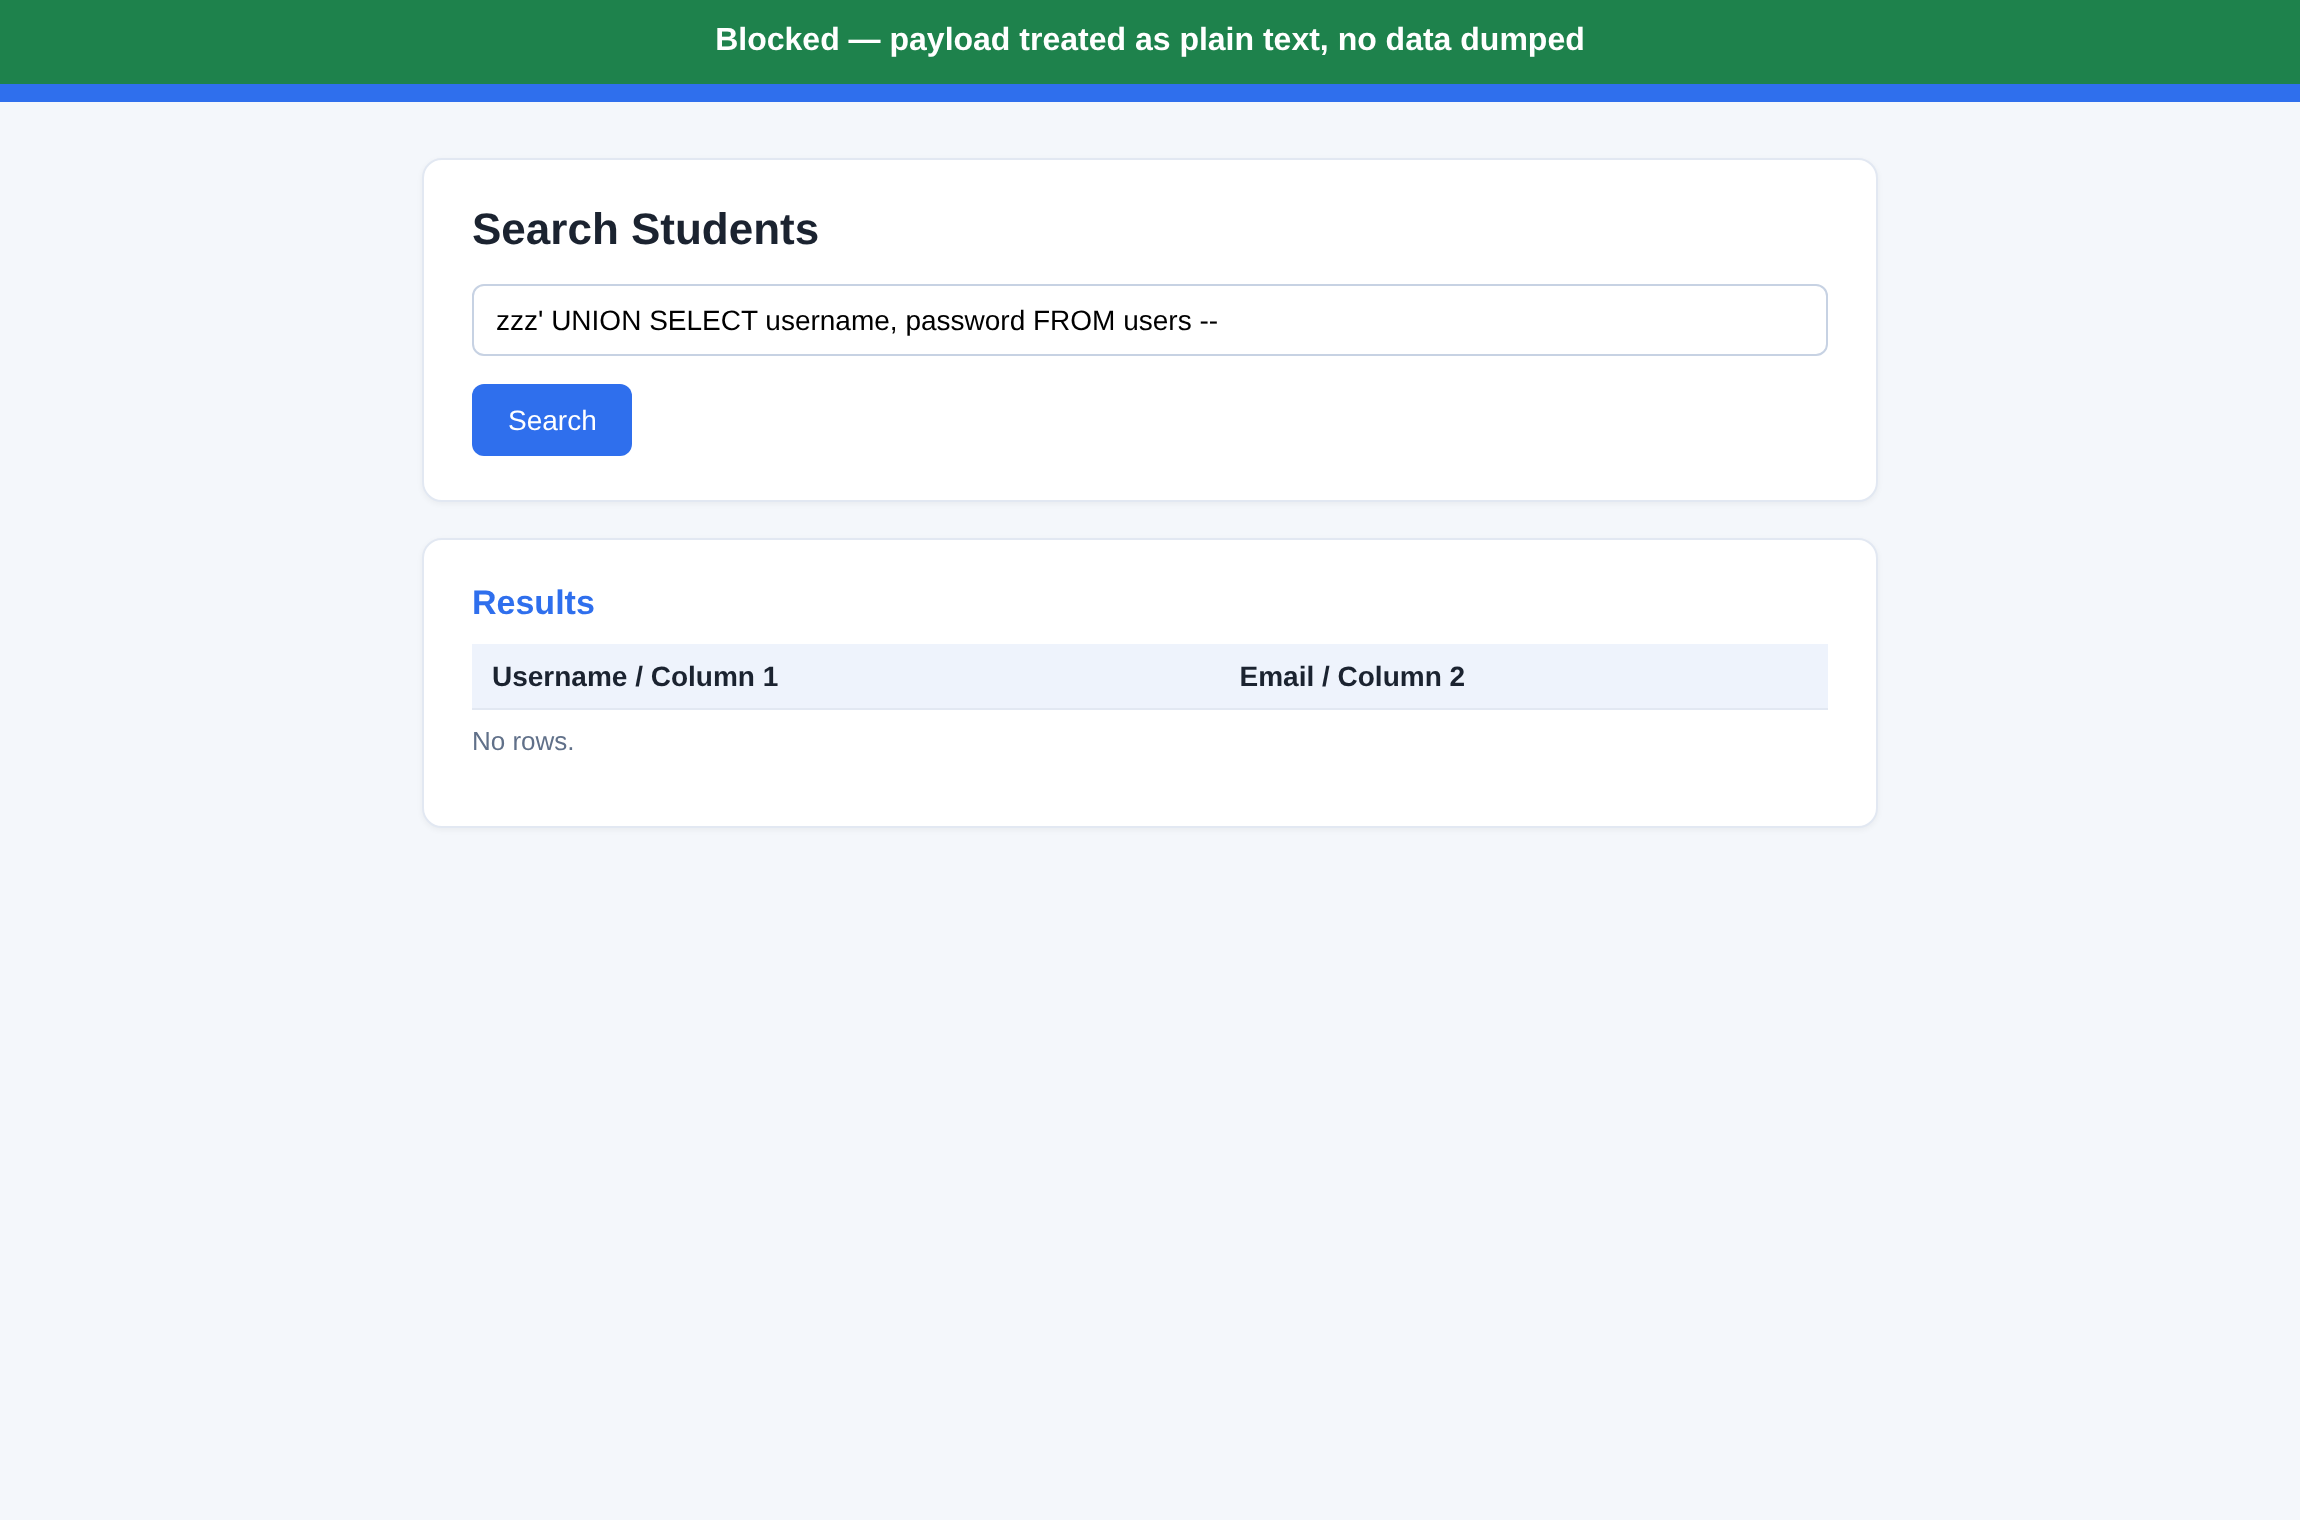 Blocked — payload treated as plain text, no data dumped
Search Students
zzz' UNION SELECT username, password FROM users --
Search
Results
Username / Column 1 Email / Column 2
No rows.